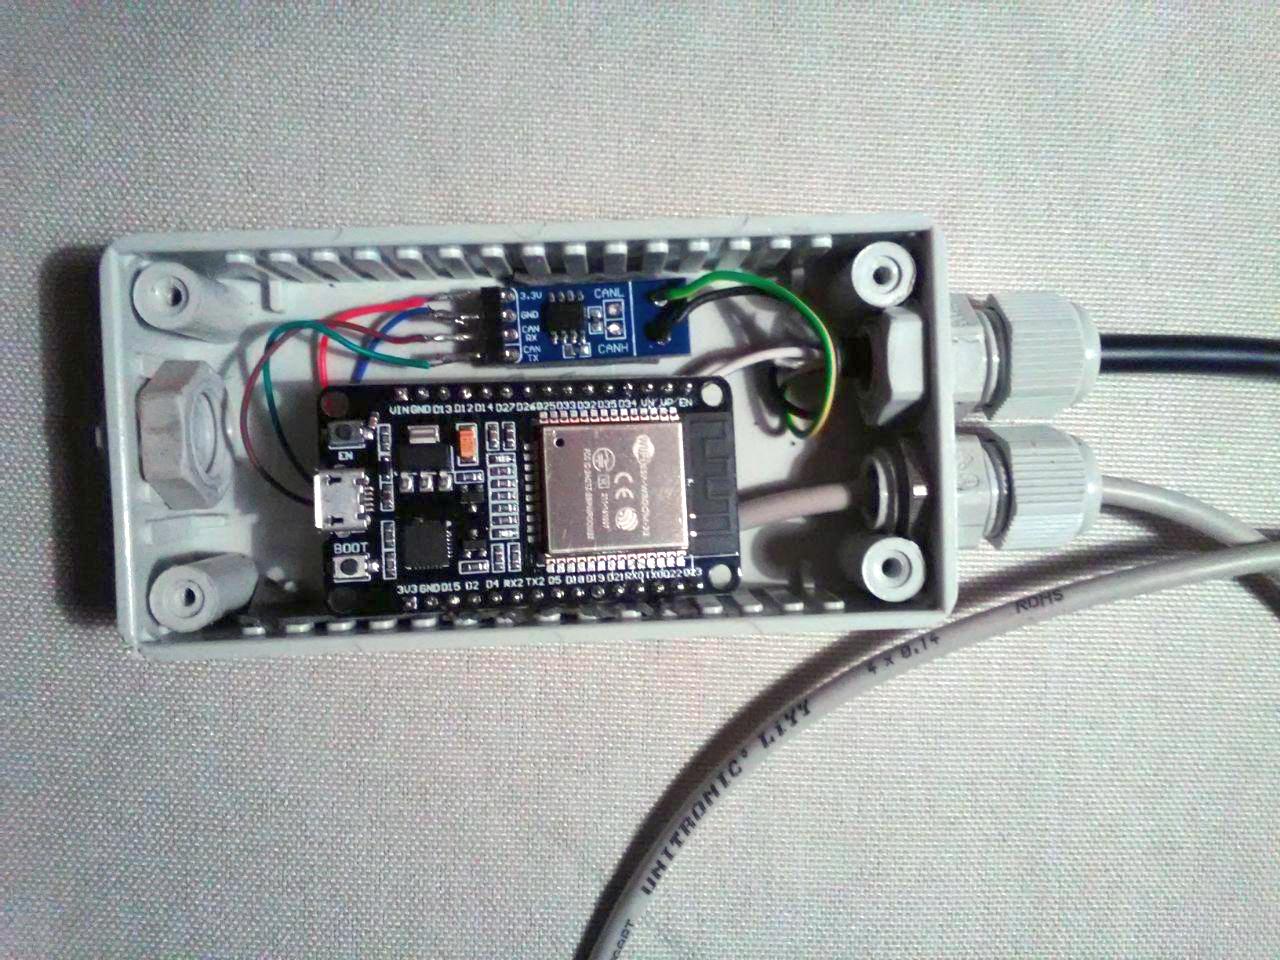 3.3V
GND
CAN
RX
CAN
TX
CANL
CANH
VIN GND D13 D12 D14 D27 D26 D25 D33 D32 D35 D34 VN VP EN
EN
BOOT
3V3 GND D15 D2 D4 RX2 TX2 D5 D18 D19 D21 RX0 TX0 D22 D23
CE
UNITRONIC® LiYY
4 x 0.14
ROHS